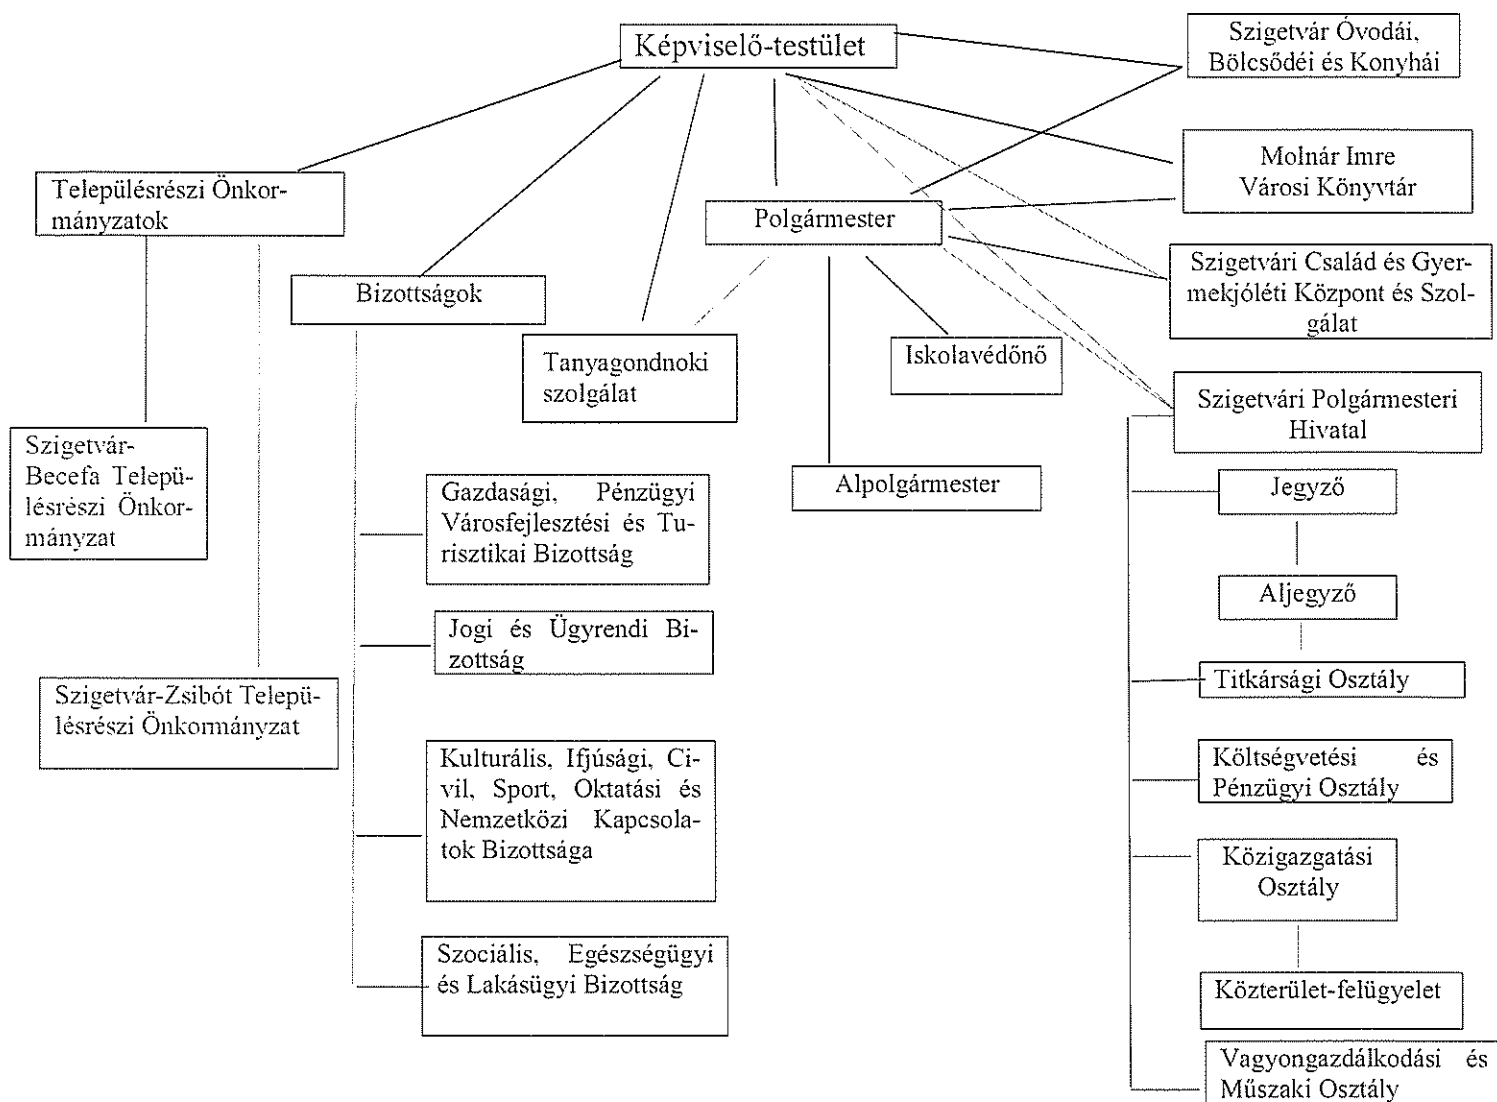 Képviselő-testület
Szigetvár Óvodái,
Bölcsődéi és Konyhái
Molnár Imre
Városi Könyvtár
Településrészi Önkor-
mányzatok
Polgármester
Szigetvári Család és Gyer-
mekjóléti Központ és Szol-
gálat
Bizottságok
Tanyagondnoki
szolgálat
Iskolavédőnő
Szigetvári Polgármesteri
Hivatal
Szigetvár-
Becefa Telepü-
lésrészi Önkor-
mányzat
Alpolgármester
Gazdasági, Pénzügyi
Városfejlesztési és Tu-
risztikai Bizottság
Jegyző
Aljegyző
Jogi és Ügyrendi Bi-
zottság
Szigetvár-Zsibót Telepü-
lésrészi Önkormányzat
Titkársági Osztály
Kulturális, Ifjúsági, Ci-
vil, Sport, Oktatási és
Nemzetközi Kapcsola-
tok Bizottsága
Költségvetési és
Pénzügyi Osztály
Közigazgatási
Osztály
Szociális, Egészségügyi
és Lakásügyi Bizottság
Közterület-felügyelet
Vagyongazdálkodási és
Műszaki Osztály